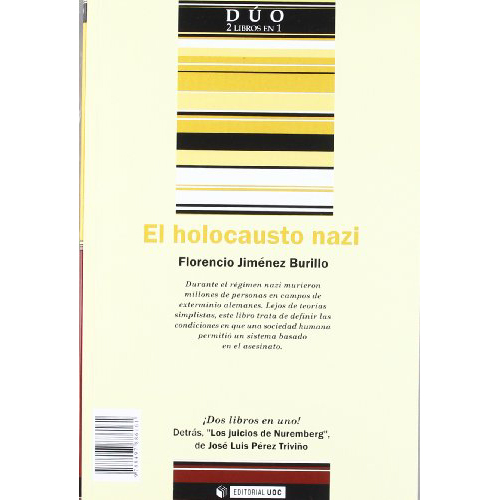 DÚO
2 LIBROS EN 1
El holocausto nazi
Florencio Jiménez Burillo
Durante el régimen nazi murieron
millones de personas en campos de
exterminio alemanes. Lejos de teorías
simplistas, este libro trata de definir las
condiciones en que una sociedad humana
permitió un sistema basado
en el asesinato.
¡Dos libros en uno!
Detrás, "Los juicios de Nuremberg",
de José Luis Pérez Triviño
EDITORIAL UOC